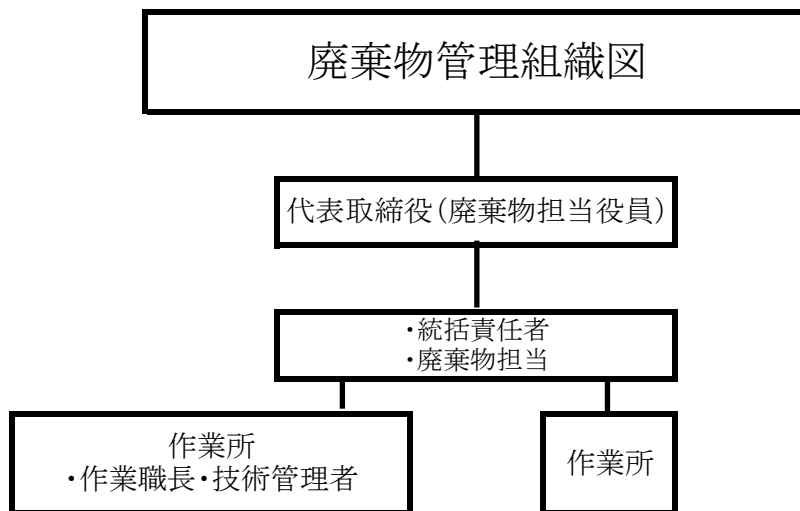 廃棄物管理組織図
代表取締役(廃棄物担当役員)
・統括責任者
・廃棄物担当
作業所
・作業職長・技術管理者
作業所